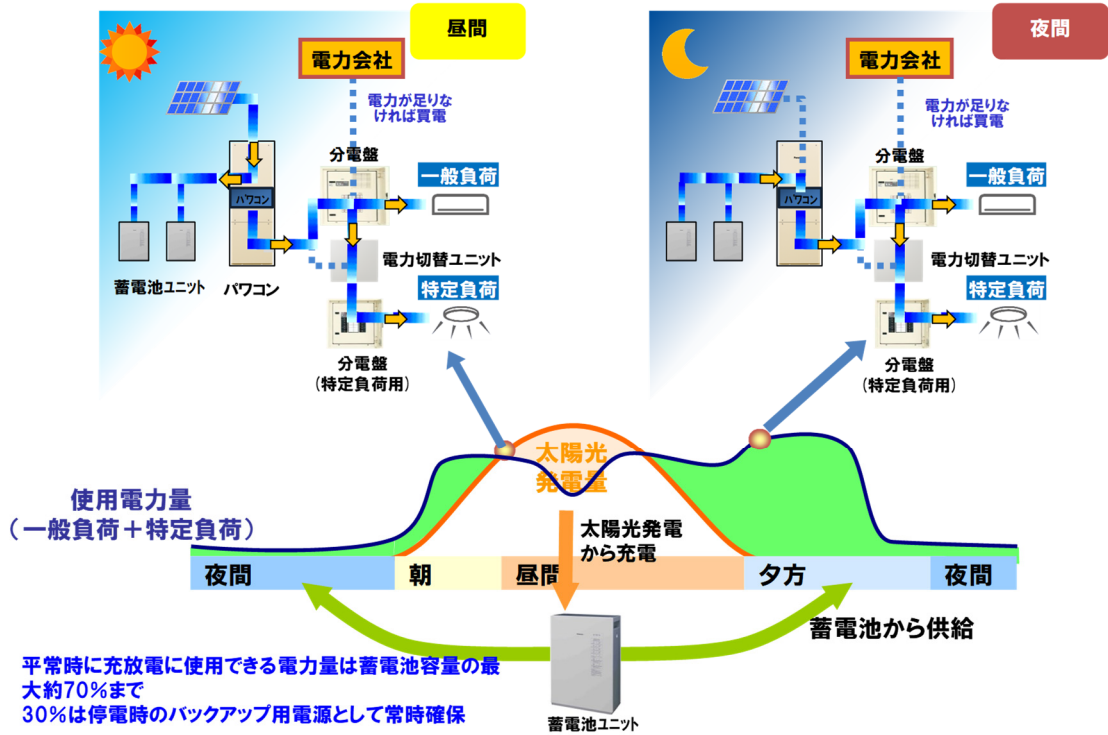 昼間
電力会社
電力が足りな
ければ買電
分電盤
一般負荷
パワコン
蓄電池ユニット
パワコン
電力切替ユニット
特定負荷
分電盤
(特定負荷用)
夜間
電力会社
電力が足りな
ければ買電
分電盤
一般負荷
パワコン
電力切替ユニット
特定負荷
分電盤
(特定負荷用)
太陽光
発電量
使用電力量
(一般負荷+特定負荷)
太陽光発電
から充電
夜間
朝
昼間
夕方
夜間
蓄電池から供給
平常時に充放電に使用できる電力量は蓄電池容量の最
大約70%まで
30%は停電時のバックアップ用電源として常時確保
蓄電池ユニット